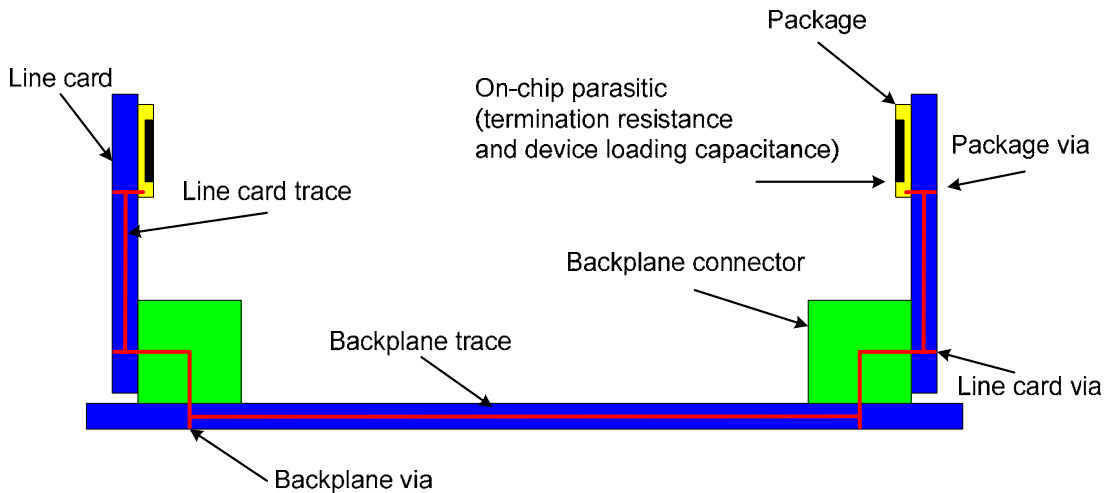 Package
Line card
On-chip parasitic
(termination resistance
and device loading capacitance)
Package via
Line card trace
Backplane connector
Backplane trace
Line card via
Backplane via